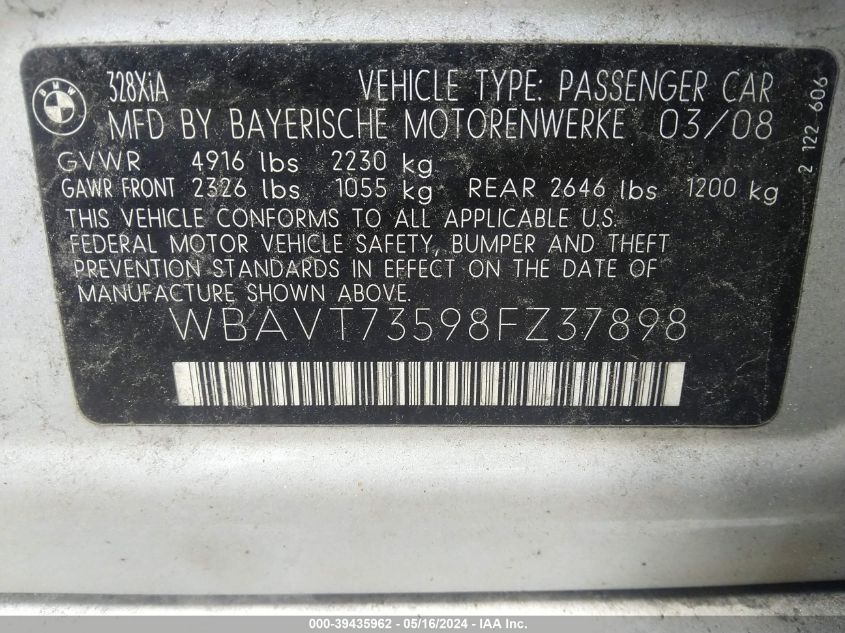 BMW
328XiA VEHICLE TYPE: PASSENGER CAR
MFD BY BAYERISCHE MOTORENWERKE 03/08
GVWR 4916 lbs 2230 kg
GAWR FRONT 2326 lbs 1055 kg REAR 2646 lbs 1200 kg
THIS VEHICLE CONFORMS TO ALL APPLICABLE U.S.
FEDERAL MOTOR VEHICLE SAFETY, BUMPER AND THEFT
PREVENTION STANDARDS IN EFFECT ON THE DATE OF
MANUFACTURE SHOWN ABOVE.
WBAVT73598FZ37898
2 122 606
000-39435962 - 05/16/2024 - IAA Inc.